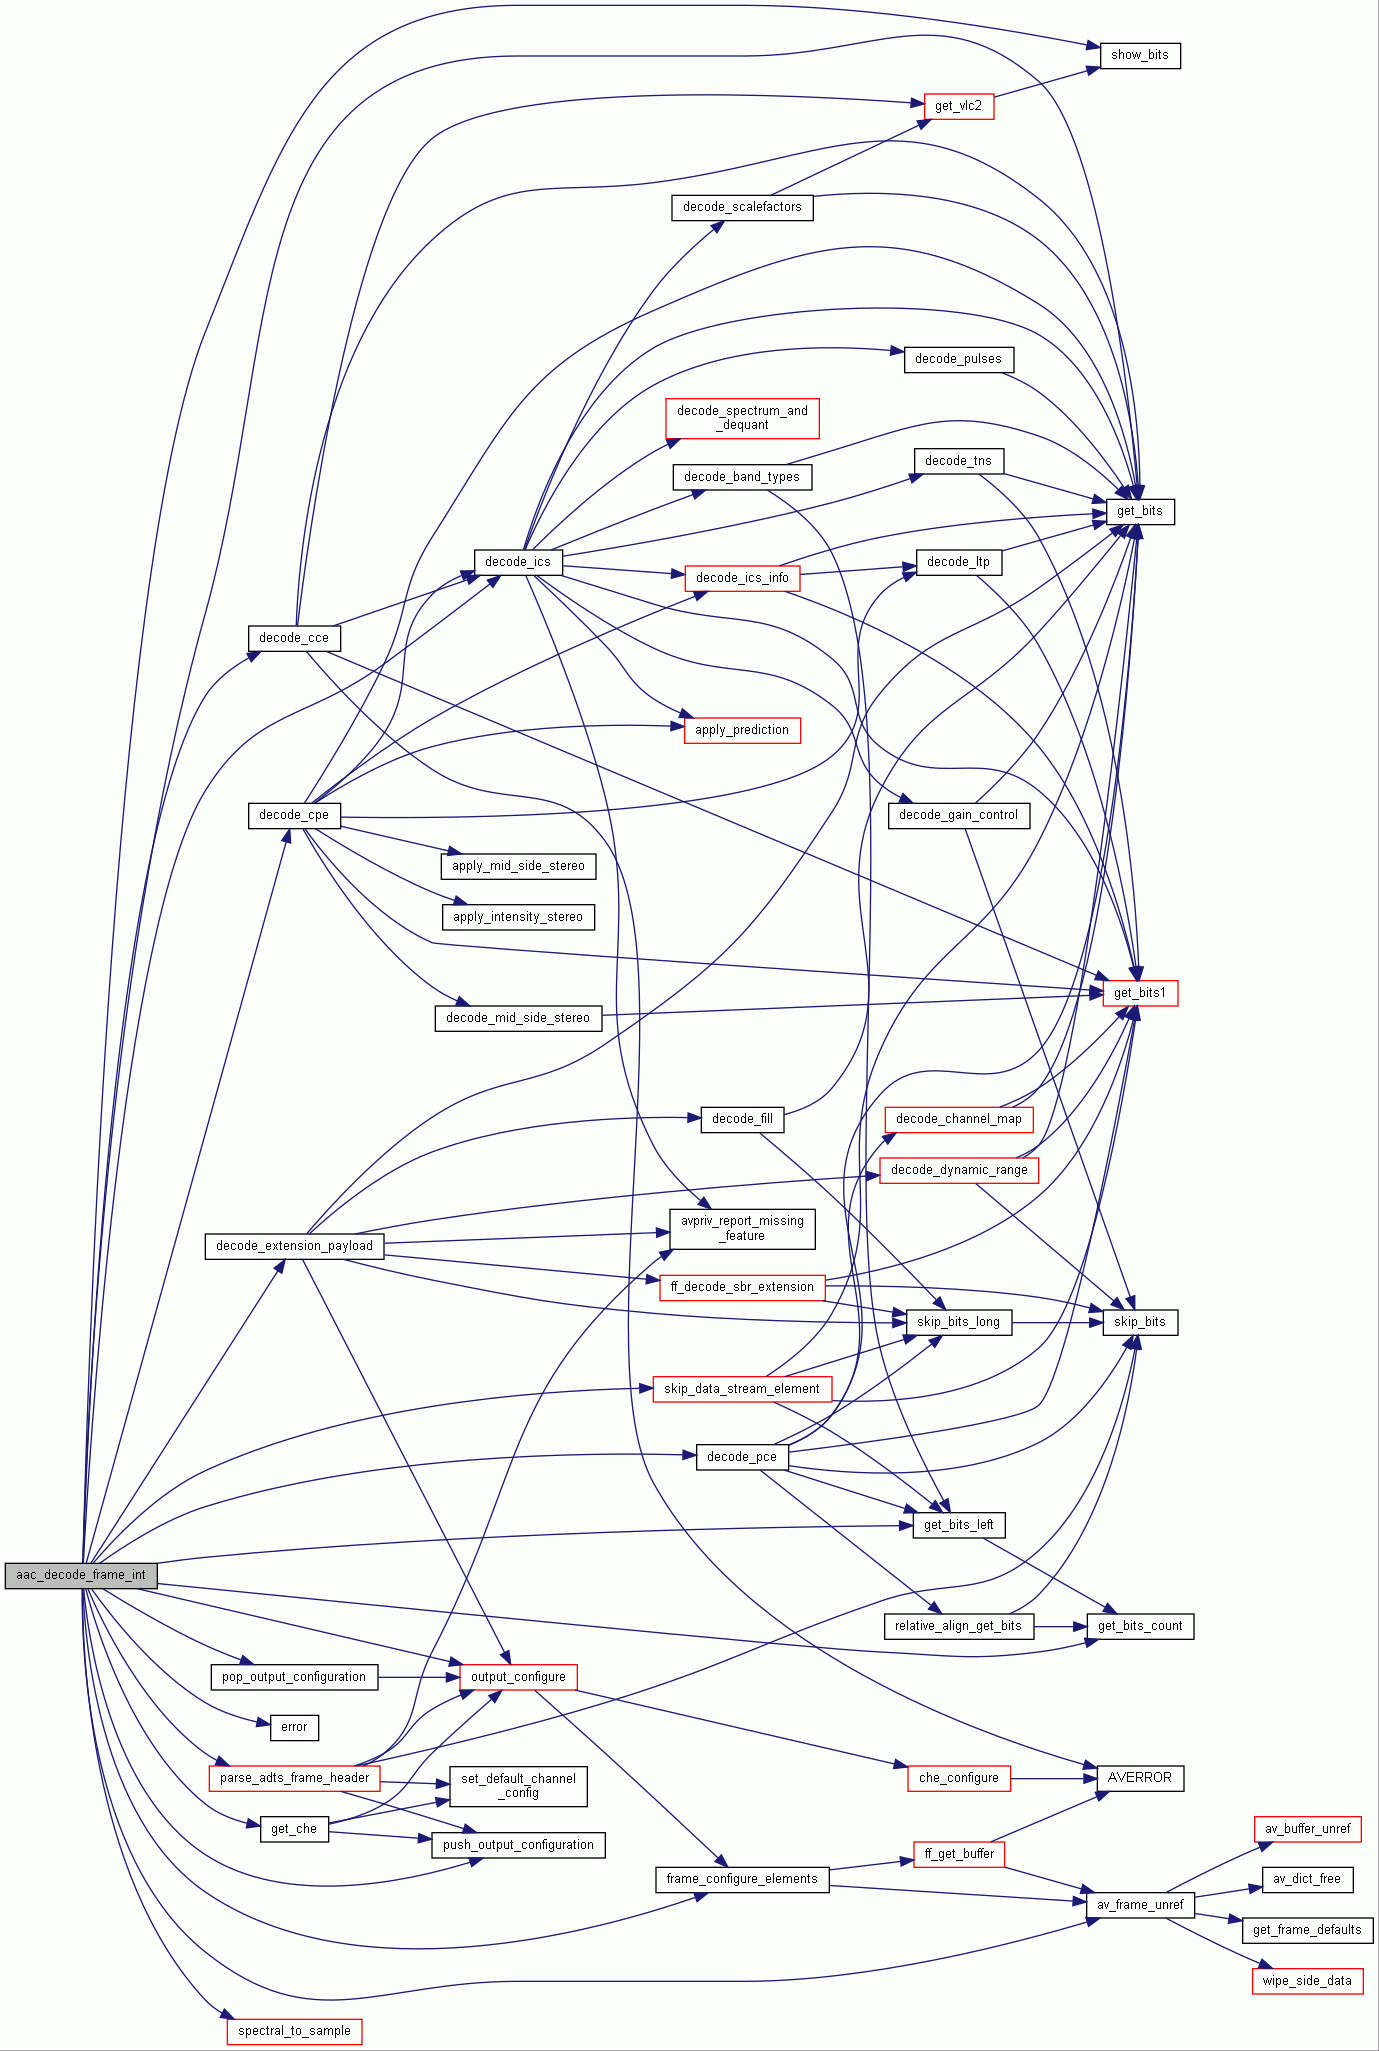 show_bits
get_vlc2
decode_scalefactors
decode_pulses
decode_spectrum_and
_dequant
decode_tns
decode_band_types
get_bits
decode_ics
decode_ltp
decode_ics_info
decode_cce
apply_prediction
decode_cpe
decode_gain_control
apply_mid_side_stereo
apply_intensity_stereo
get_bits1
decode_mid_side_stereo
decode_fill
decode_channel_map
decode_dynamic_range
avpriv_report_missing
_feature
decode_extension_payload
ff_decode_sbr_extension
skip_bits_long
skip_bits
skip_data_stream_element
decode_pce
get_bits_left
aac_decode_frame_int
relative_align_get_bits
get_bits_count
pop_output_configuration
output_configure
error
parse_adts_frame_header
set_default_channel
_config
che_configure
AVERROR
get_che
push_output_configuration
av_buffer_unref
ff_get_buffer
frame_configure_elements
av_dict_free
av_frame_unref
get_frame_defaults
wipe_side_data
spectral_to_sample